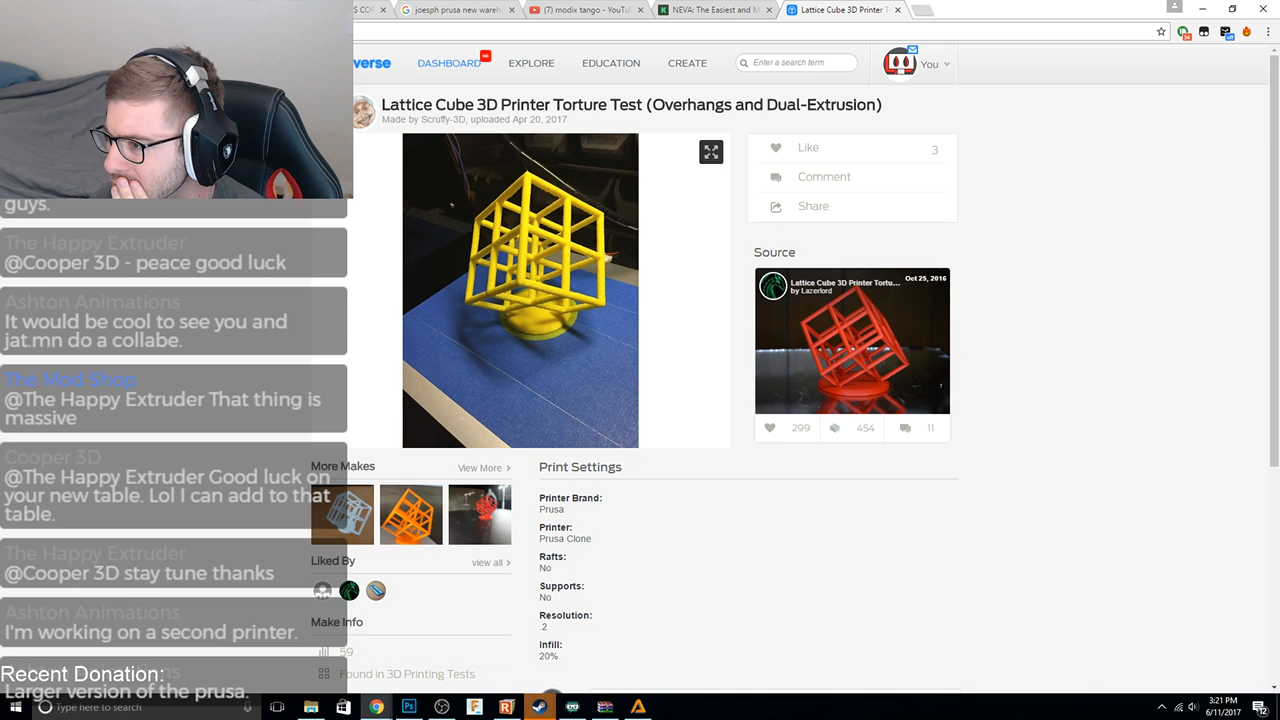 S COF
joesph prusa new wareh
(7) modix tango - YouTu
NEVA: The Easiest and M
Lattice Cube 3D Printer T
verse
DASHBOARD
EXPLORE
EDUCATION
CREATE
Enter a search term
You
Lattice Cube 3D Printer Torture Test (Overhangs and Dual-Extrusion)
Made by Scruffy-3D, uploaded Apr 20, 2017
Like
3
Comment
Share
Source
Lattice Cube 3D Printer Tortu...
Oct 25, 2016
by Lazerlord
299
454
11
guys.
The Happy Extruder
@Cooper 3D - peace good luck
Ashton Animations
It would be cool to see you and
jat.mn do a collabe.
The Mod Shop
@The Happy Extruder That thing is
massive
Cooper 3D
@The Happy Extruder Good luck on
your new table. Lol I can add to that
table.
The Happy Extruder
@Cooper 3D stay tune thanks
Ashton Animations
I'm working on a second printer.
Recent Donation:
Larger version of the prusa.
More Makes
View More
Liked By
view all
Make Info
59
Found in 3D Printing Tests
Print Settings
Printer Brand:
Prusa
Printer:
Prusa Clone
Rafts:
No
Supports:
No
Resolution:
.2
Infill:
20%
Type here to search
3:21 PM
6/11/2017
12